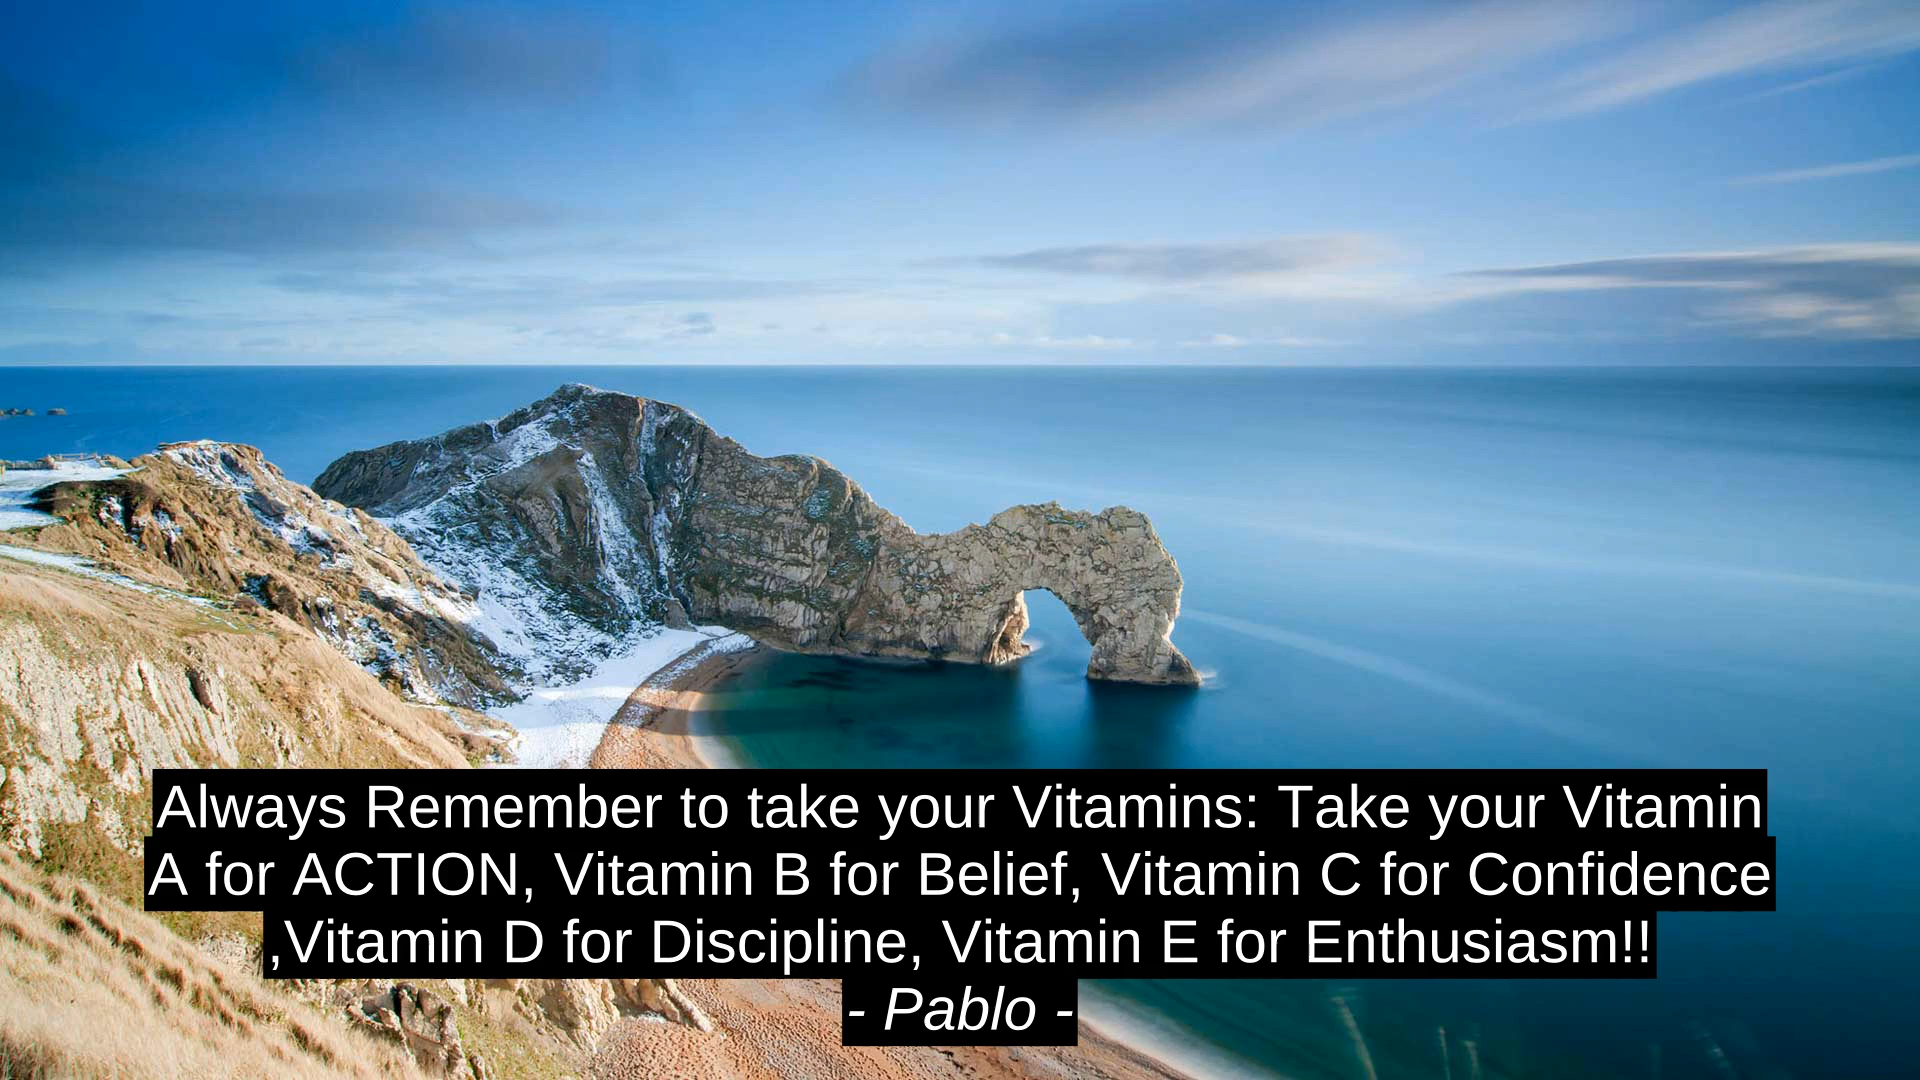 Always Remember to take your Vitamins: Take your Vitamin
A for ACTION, Vitamin B for Belief, Vitamin C for Confidence
,Vitamin D for Discipline, Vitamin E for Enthusiasm!!
- Pablo -